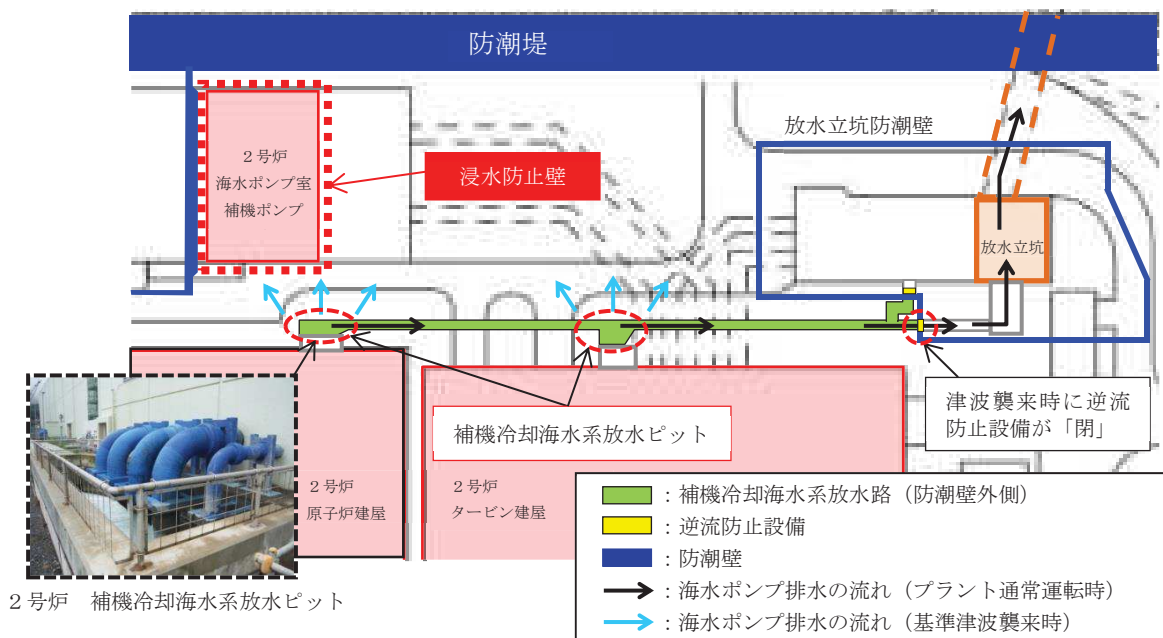 防潮堤
放水立坑防潮壁
２号炉
海水ポンプ室
補機ポンプ
浸水防止壁
放水立坑
補機冷却海水系放水ピット
津波襲来時に逆流
防止設備が「閉」
２号炉
原子炉建屋
２号炉
タービン建屋
：補機冷却海水系放水路（防潮壁外側）
：逆流防止設備
：防潮壁
：海水ポンプ排水の流れ（プラント通常運転時）
：海水ポンプ排水の流れ（基準津波襲来時）
２号炉　補機冷却海水系放水ピット